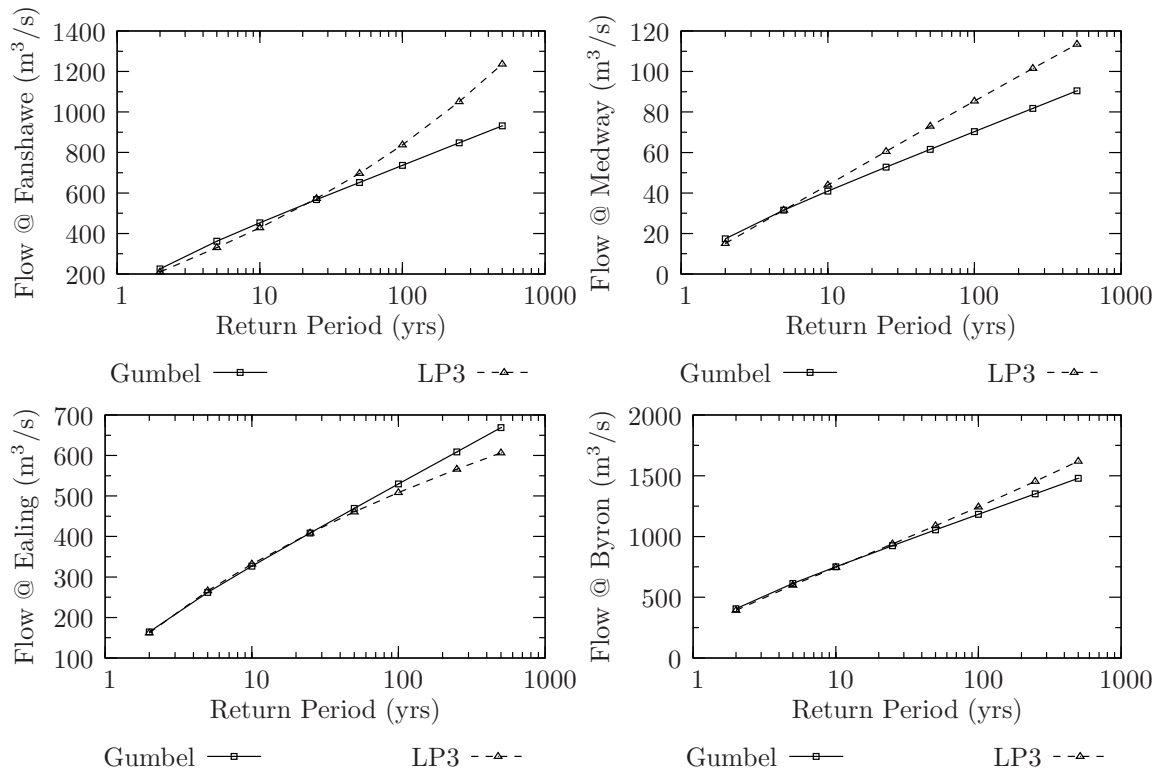 Flow @ Fanshawe (m³/s)
1400
1200
1000
800
600
400
200
1 10 100 1000
Return Period (yrs)
Gumbel LP3
Flow @ Medway (m³/s)
120
100
80
60
40
20
0
1 10 100 1000
Return Period (yrs)
Gumbel LP3
Flow @ Ealing (m³/s)
700
600
500
400
300
200
100
1 10 100 1000
Return Period (yrs)
Gumbel LP3
Flow @ Byron (m³/s)
2000
1500
1000
500
0
1 10 100 1000
Return Period (yrs)
Gumbel LP3